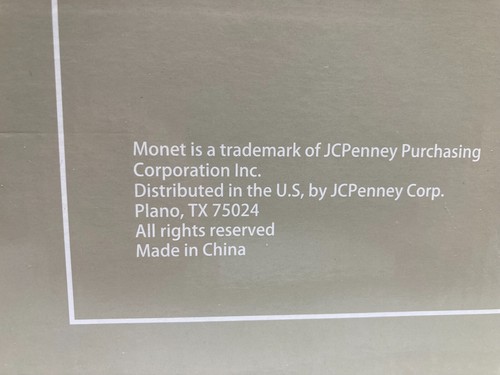 Monet is a trademark of JCPenney Purchasing
Corporation Inc.
Distributed in the U.S, by JCPenney Corp.
Plano, TX 75024
All rights reserved
Made in China